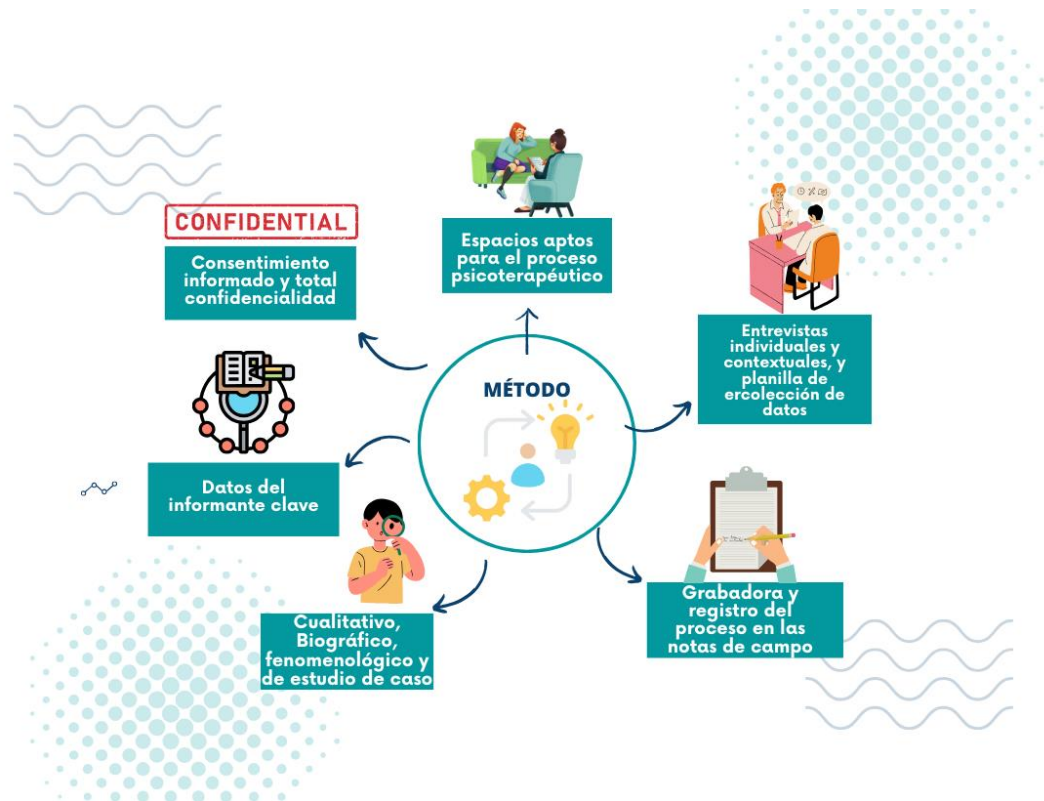 CONFIDENTIAL
Consentimiento
informado y total
confidencialidad
Espacios aptos
para el proceso
psicoterapéutico
Entrevistas
individuales y
contextuales, y
planilla de
ercolección de
datos
MÉTODO
Datos del
informante clave
Cualitativo,
Biográfico,
fenomenológico y
de estudio de caso
Grabadora y
registro del
proceso en las
notas de campo